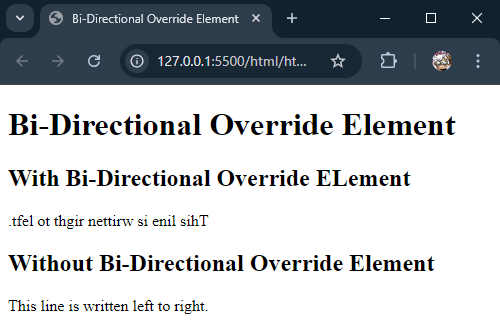 Bi-Directional Override Element
127.0.0.1:5500/html/ht...
Bi-Directional Override Element
With Bi-Directional Override ELement
.tfel ot thgir nettirw si enil sihT
Without Bi-Directional Override Element
This line is written left to right.